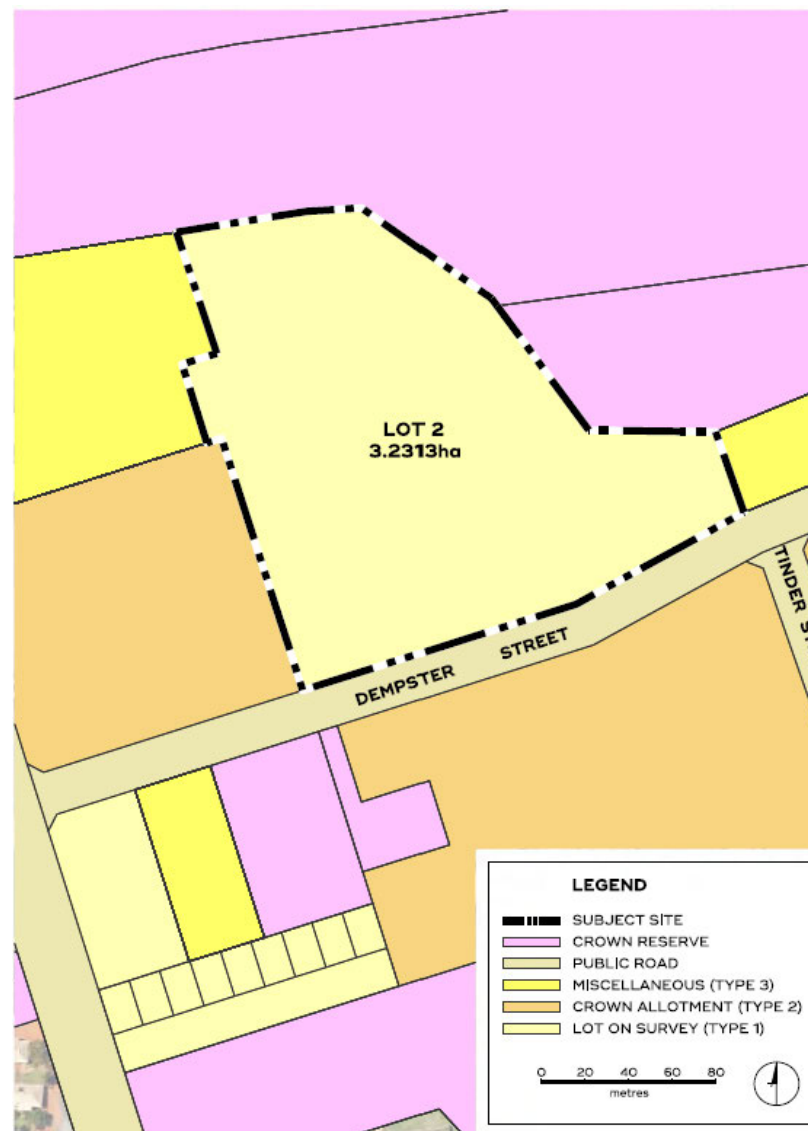 LOT 2
3.2313ha
TINDER
DEMPSTER STREET
LEGEND
SUBJECT SITE
CROWN RESERVE
PUBLIC ROAD
MISCELLANEOUS (TYPE 3)
CROWN ALLOTMENT (TYPE 2)
LOT ON SURVEY (TYPE 1)
0 20 40 60 80
metres